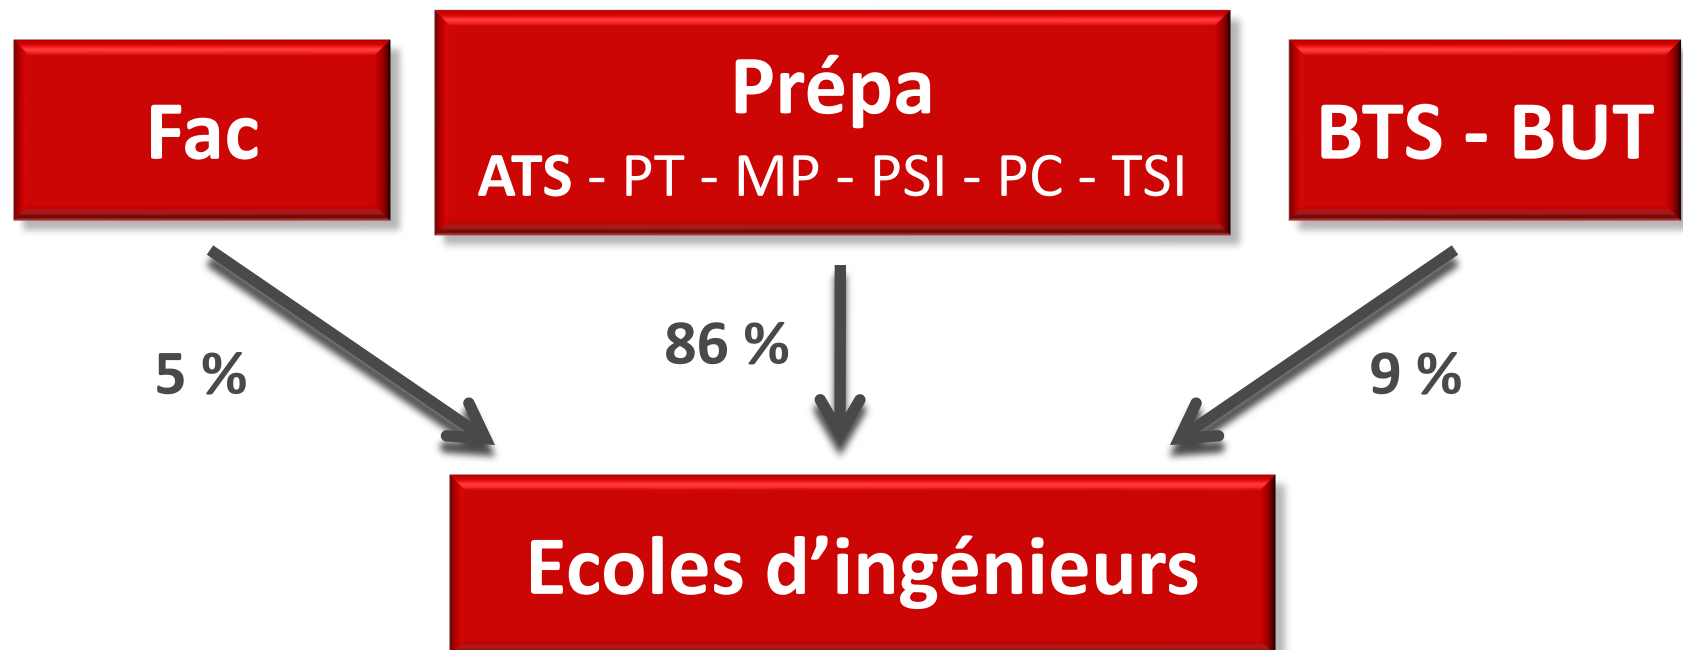 Fac
Prépa
ATS - PT - MP - PSI - PC - TSI
BTS - BUT
5 %
86 %
9 %
Ecoles d’ingénieurs